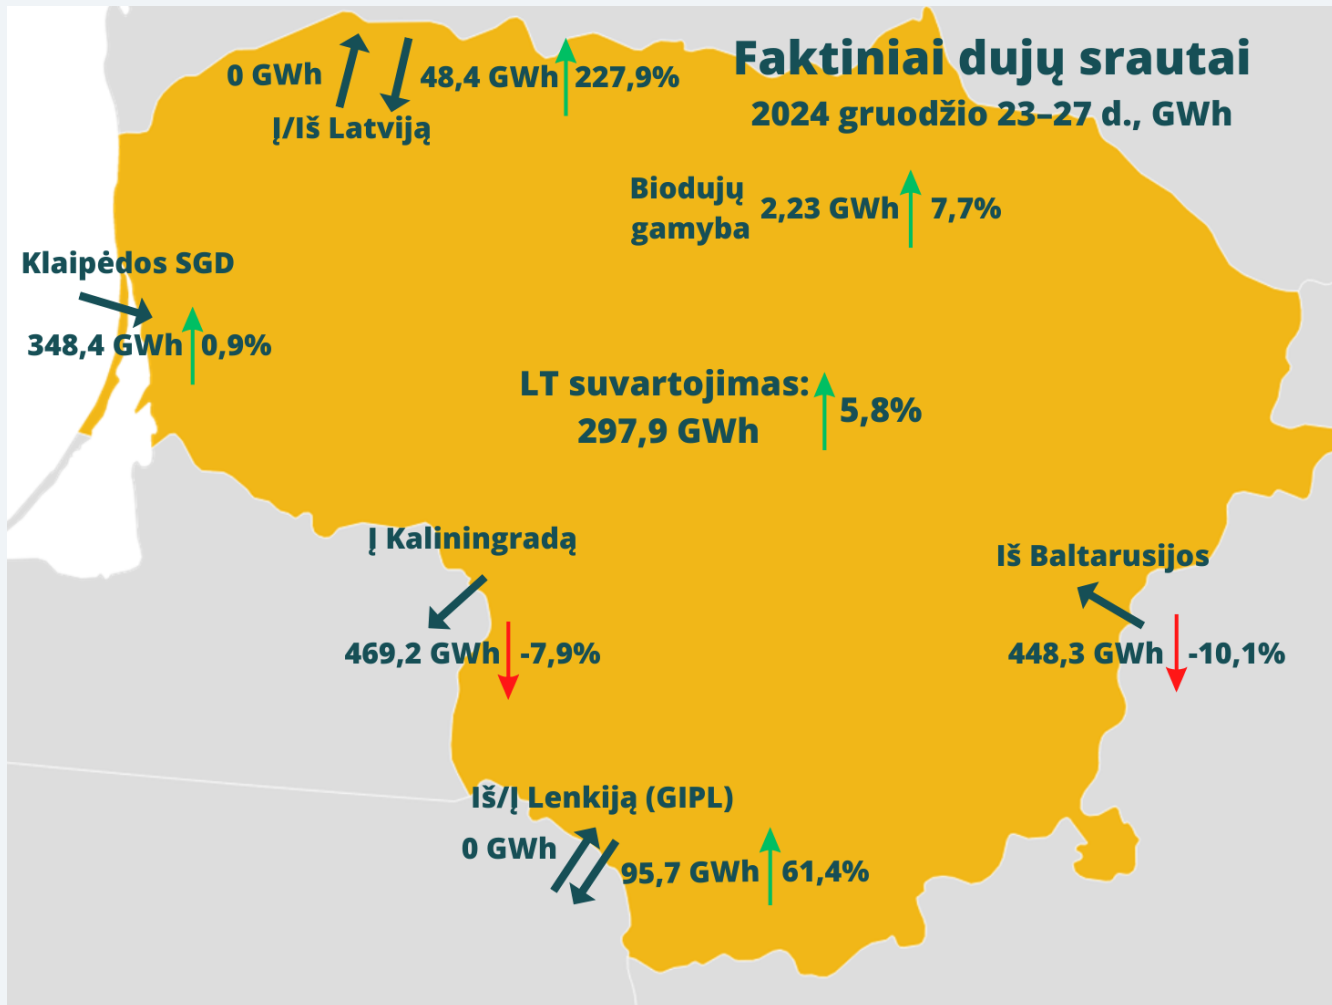 Faktiniai dujų srautai
2024 gruodžio 23–27 d., GWh
0 GWh
48,4 GWh 227,9%
Į/Iš Latviją
Biodujų
gamyba
2,23 GWh 7,7%
Klaipėdos SGD
348,4 GWh 0,9%
LT suvartojimas:
297,9 GWh
5,8%
Į Kaliningradą
469,2 GWh -7,9%
Iš Baltarusijos
448,3 GWh -10,1%
Iš/Į Lenkiją (GIPL)
0 GWh
95,7 GWh 61,4%